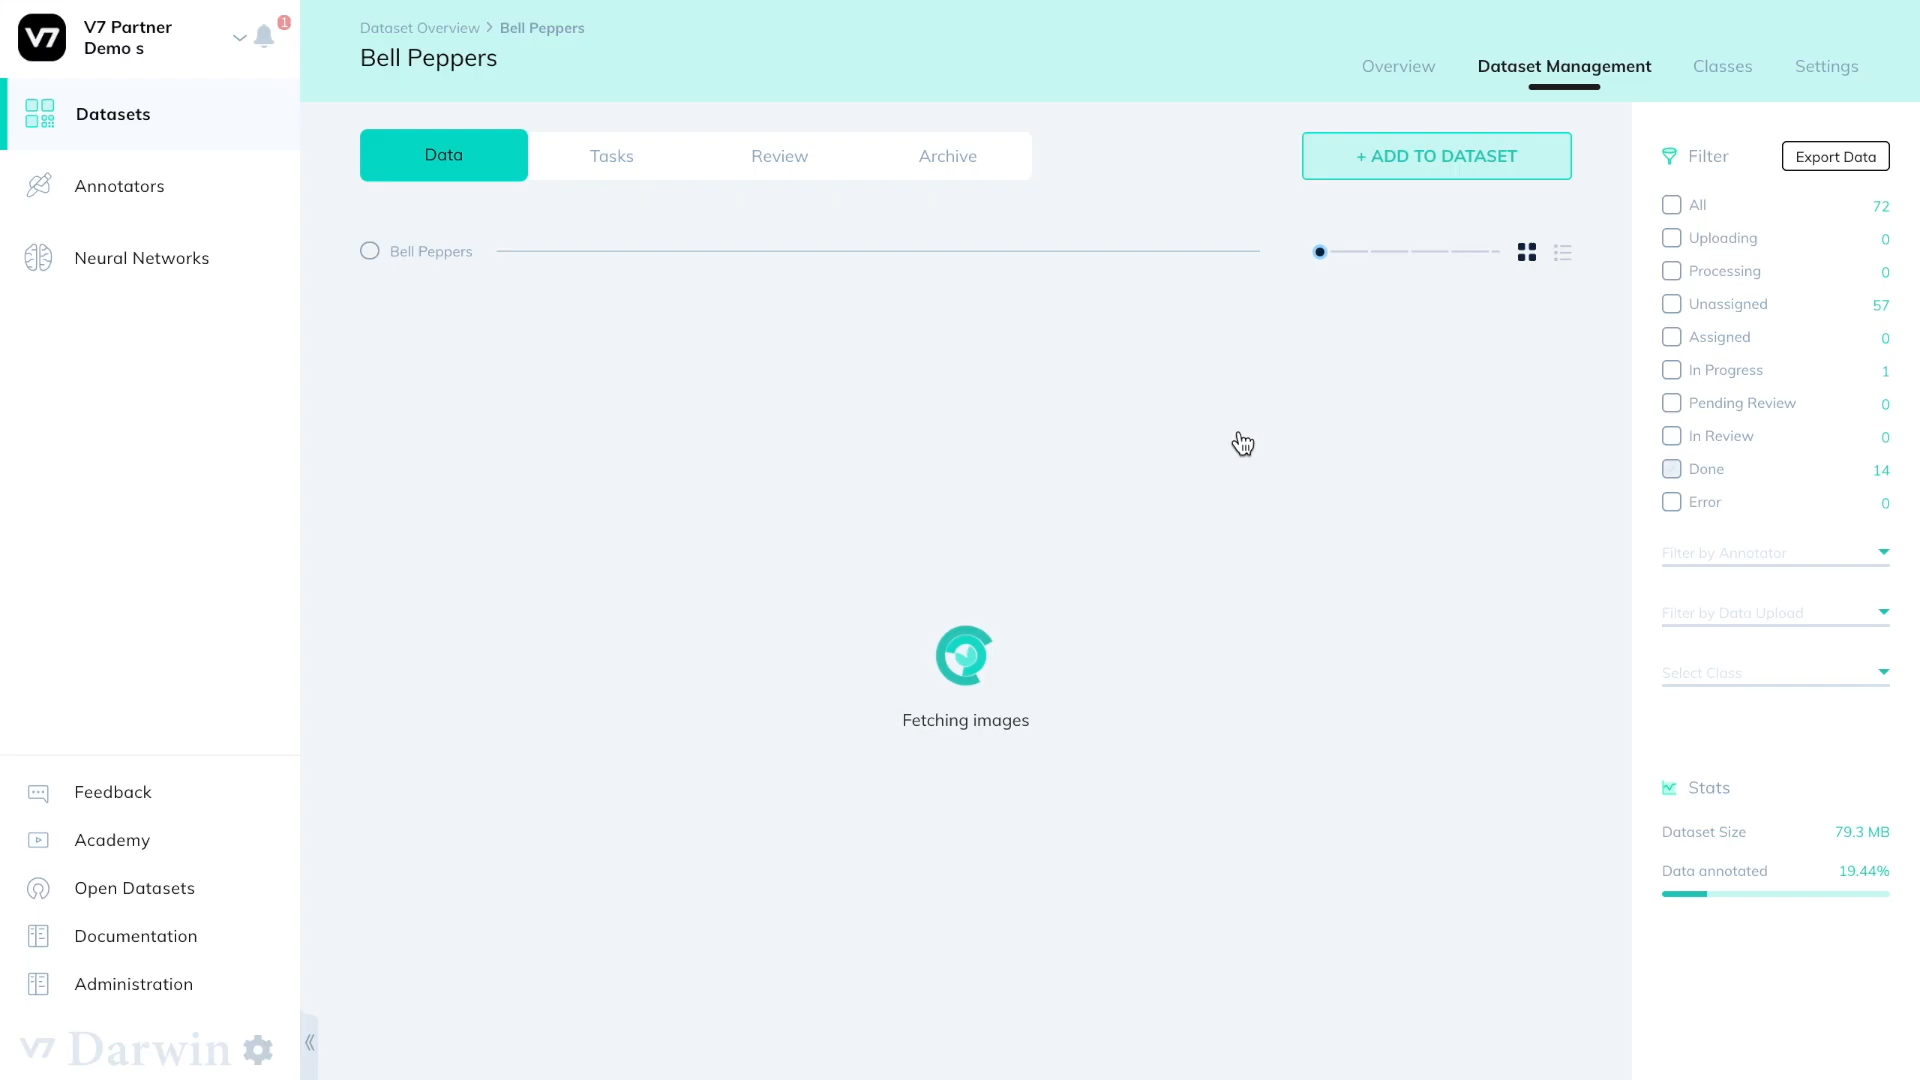 V7
V7 Partner
Demo s
1
Datasets
Annotators
Neural Networks
Feedback
Academy
Open Datasets
Documentation
Administration
V7 Darwin
Dataset Overview > Bell Peppers
Bell Peppers
Overview
Dataset Management
Classes
Settings
Data
Tasks
Review
Archive
+ ADD TO DATASET
Bell Peppers
Fetching images
Filter
Export Data
All 72
Uploading 0
Processing 0
Unassigned 57
Assigned 0
In Progress 1
Pending Review 0
In Review 0
Done 14
Error 0
Filter by Annotator
Filter by Data Upload
Select Class
Stats
Dataset Size 79.3 MB
Data annotated 19.44%